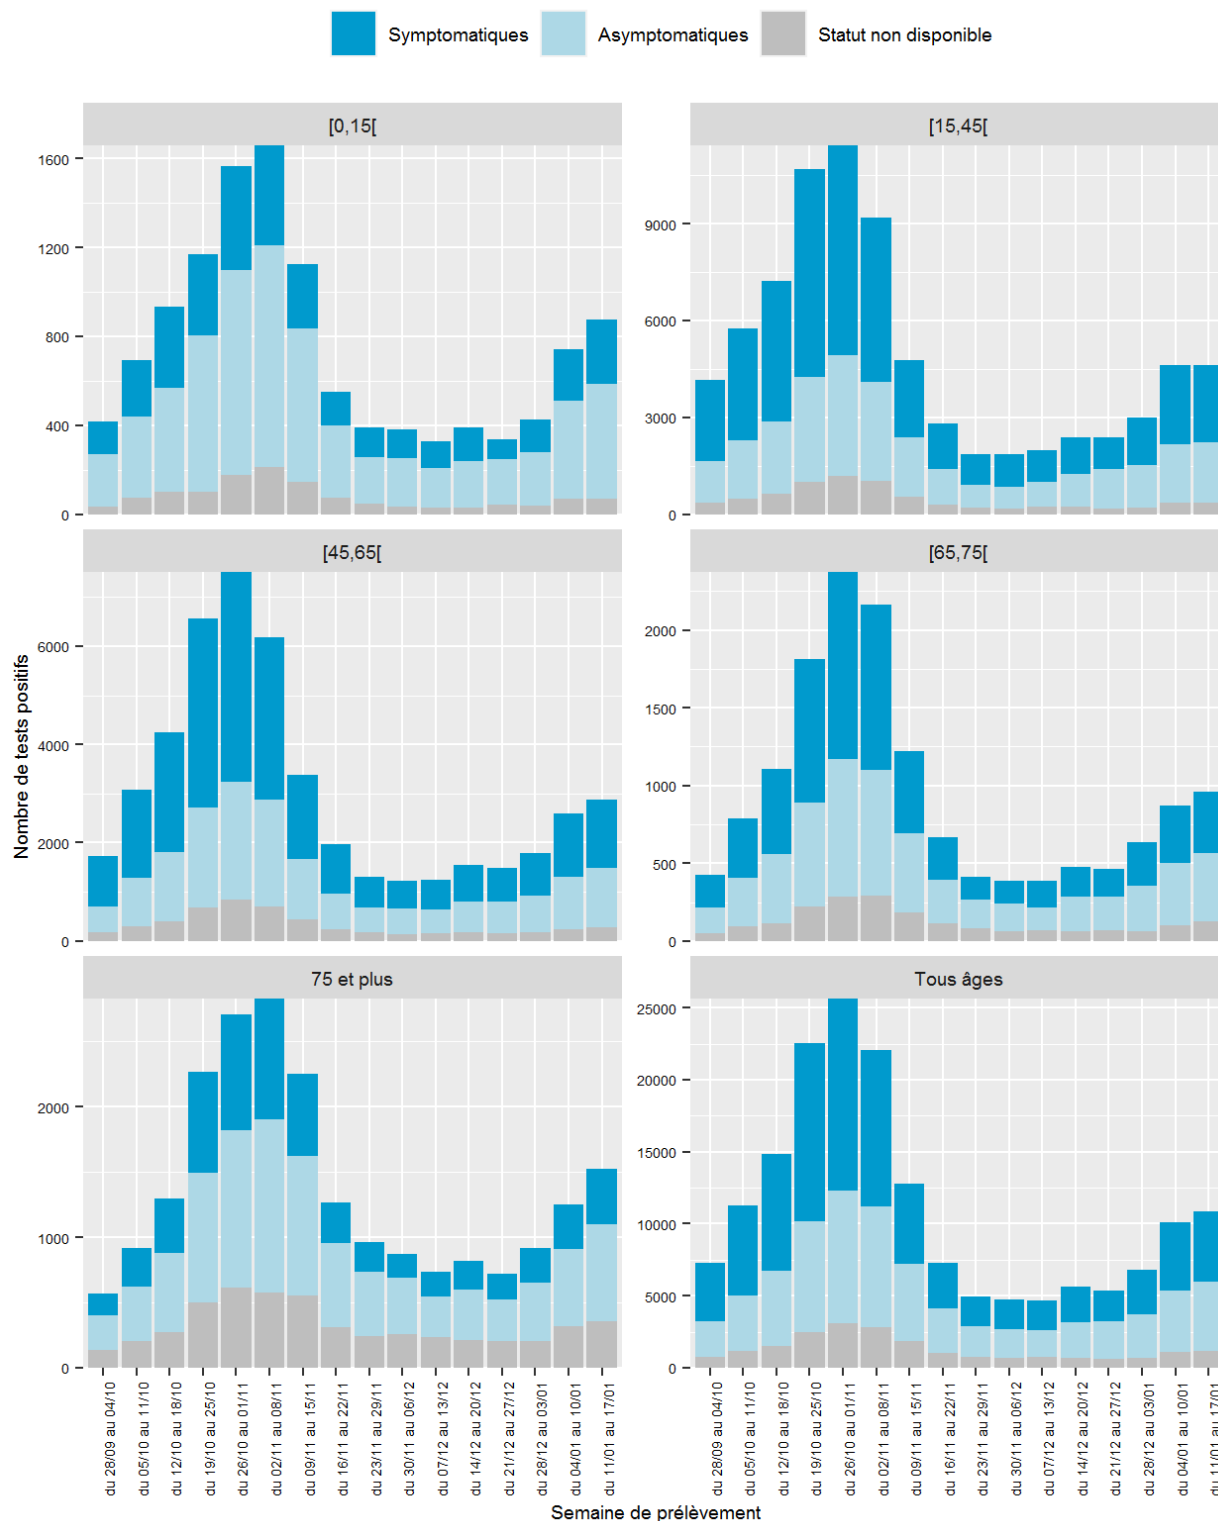 Symptomatiques Asymptomatiques Statut non disponible
[0,15[ [15,45[
1600
1200
800
400
0
9000
6000
3000
0
[45,65[ [65,75[
6000
4000
2000
0
2000
1500
1000
500
0
75 et plus Tous âges
2000
1000
0
25000
20000
15000
10000
5000
0
Nombre de tests positifs
du 28/09 au 04/10
du 05/10 au 11/10
du 12/10 au 18/10
du 19/10 au 25/10
du 26/10 au 01/11
du 02/11 au 08/11
du 09/11 au 15/11
du 16/11 au 22/11
du 23/11 au 29/11
du 30/11 au 06/12
du 07/12 au 13/12
du 14/12 au 20/12
du 21/12 au 27/12
du 28/12 au 03/01
du 04/01 au 10/01
du 11/01 au 17/01
du 28/09 au 04/10
du 05/10 au 11/10
du 12/10 au 18/10
du 19/10 au 25/10
du 26/10 au 01/11
du 02/11 au 08/11
du 09/11 au 15/11
du 16/11 au 22/11
du 23/11 au 29/11
du 30/11 au 06/12
du 07/12 au 13/12
du 14/12 au 20/12
du 21/12 au 27/12
du 28/12 au 03/01
du 04/01 au 10/01
du 11/01 au 17/01
Semaine de prélèvement